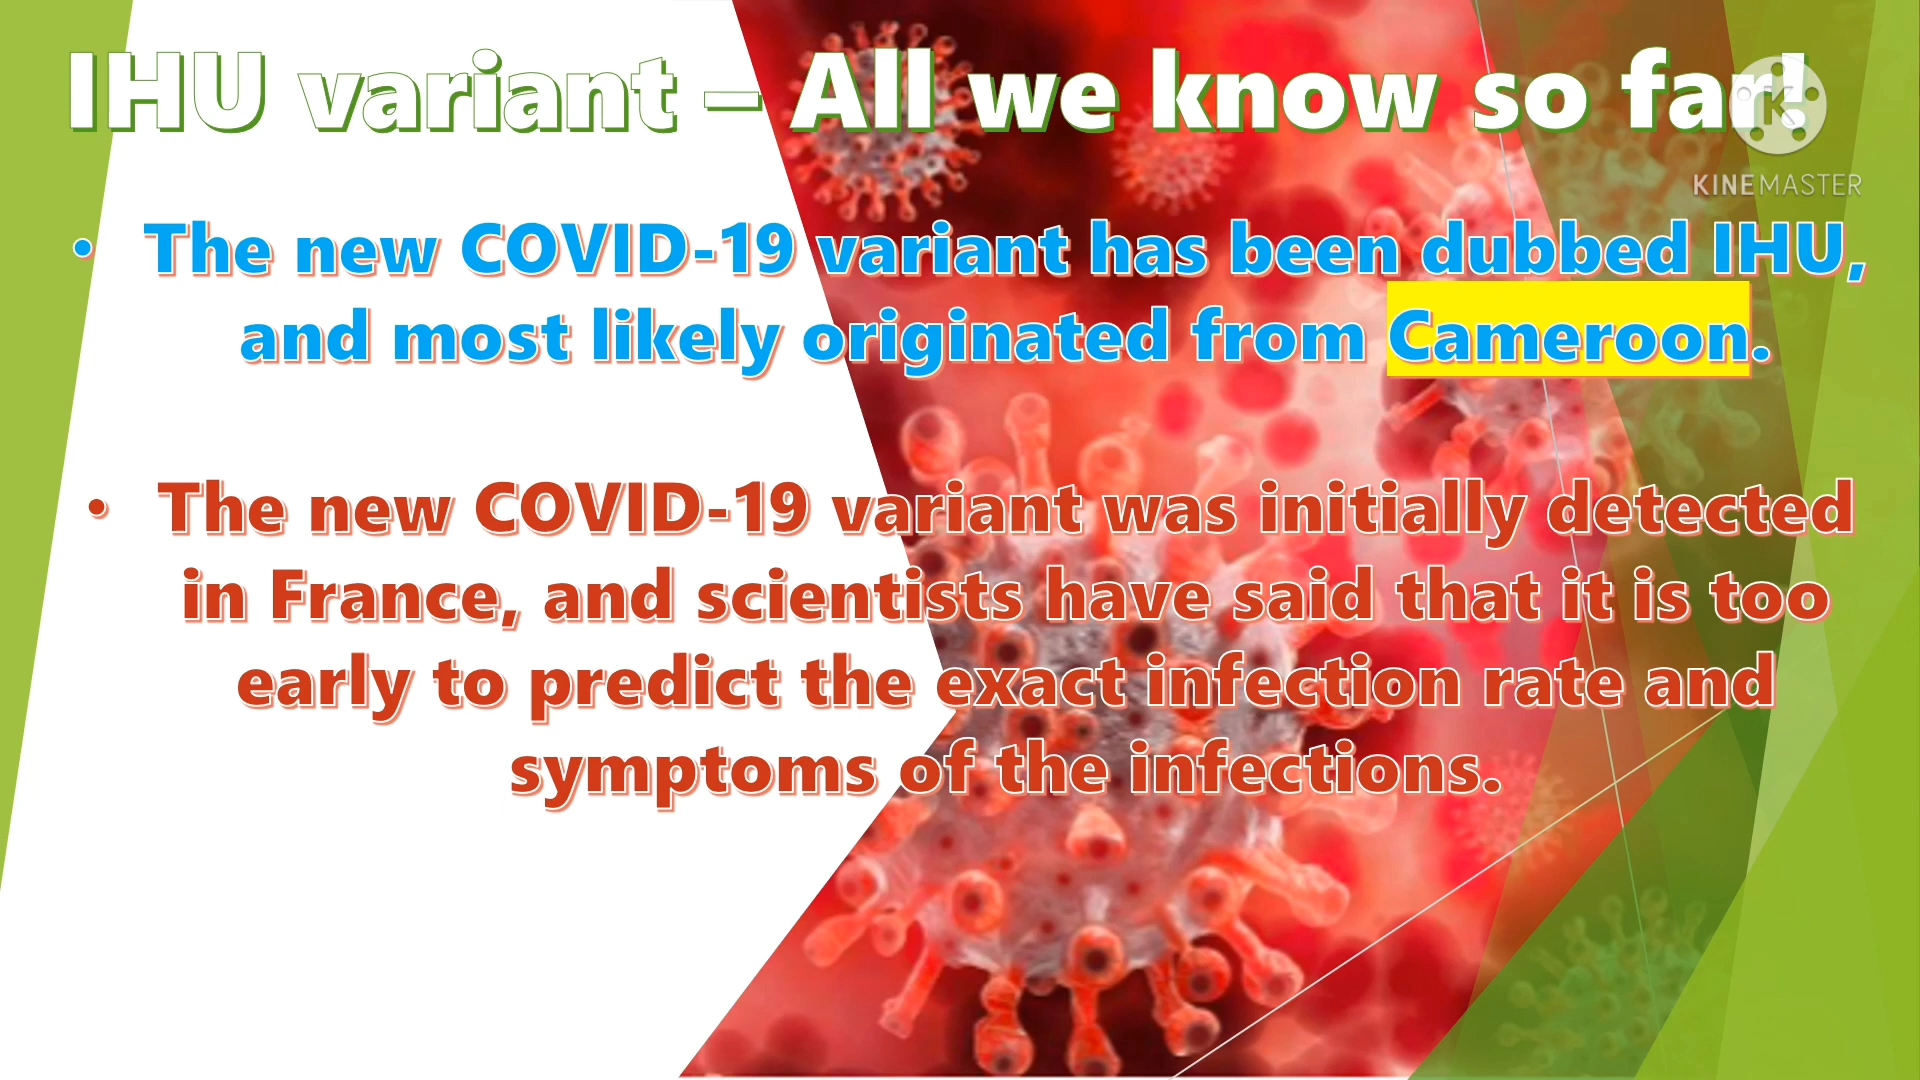 IHU variant – All we know so far!
K
KINEMASTER
• The new COVID-19 variant has been dubbed IHU,
and most likely originated from Cameroon.
• The new COVID-19 variant was initially detected
in France, and scientists have said that it is too
early to predict the exact infection rate and
symptoms of the infections.